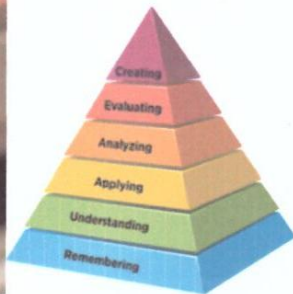 Creating
Evaluating
Analyzing
Applying
Understanding
Remembering